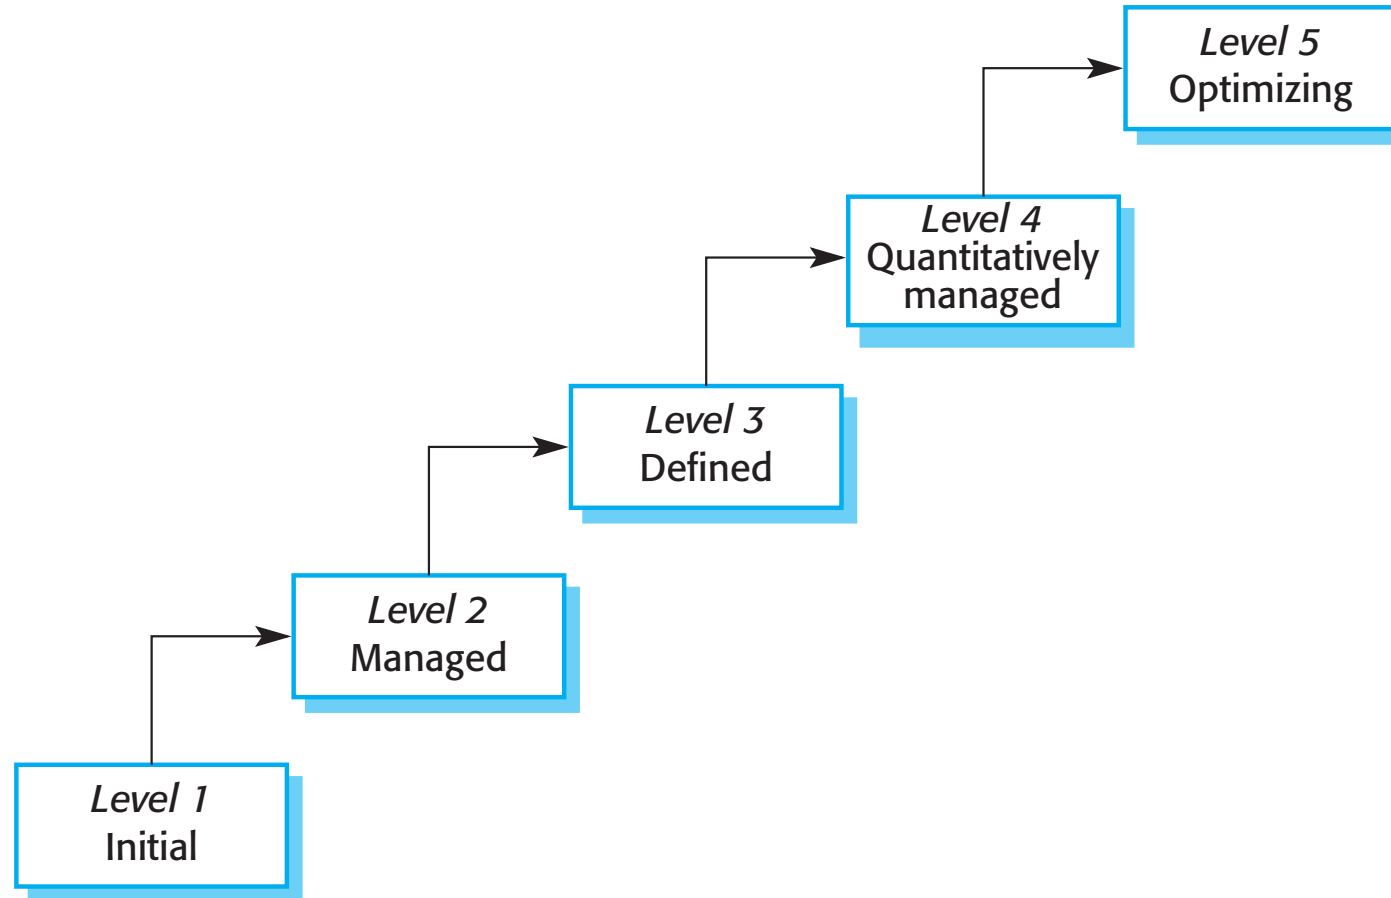 Level 5
Optimizing
Level 4
Quantitatively
managed
Level 3
Defined
Level 2
Managed
Level 1
Initial